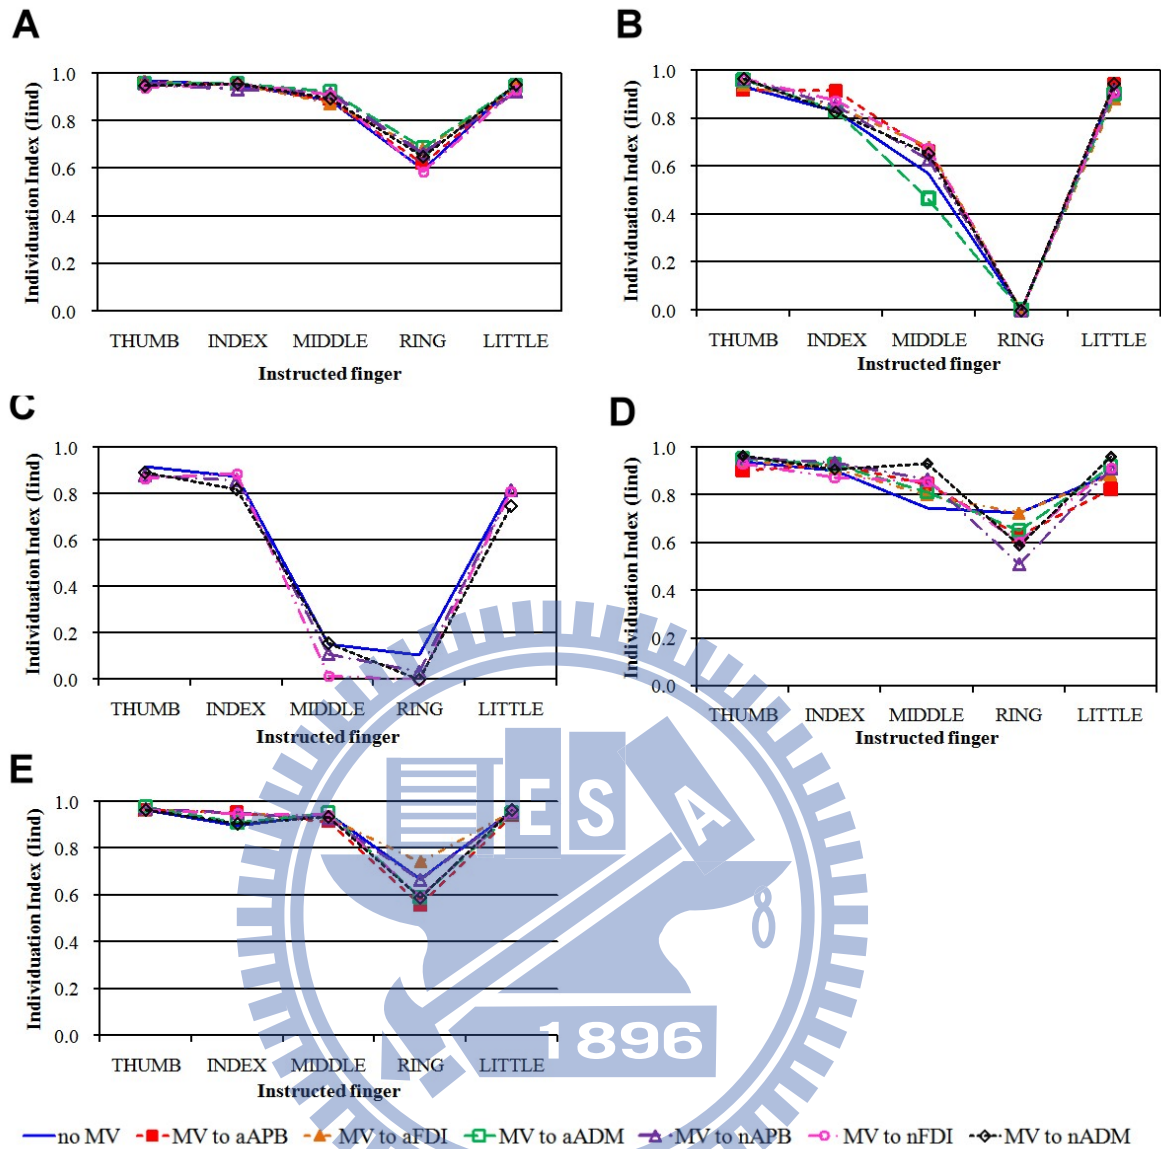 A
Individuation Index (Iind)
1.0
0.8
0.6
0.4
0.2
0.0
THUMB INDEX MIDDLE RING LITTLE
Instructed finger
B
Individuation Index (Iind)
1.0
0.8
0.6
0.4
0.2
0.0
THUMB INDEX MIDDLE RING LITTLE
Instructed finger
C
Individuation Index (Iind)
1.0
0.8
0.6
0.4
0.2
0.0
THUMB INDEX MIDDLE RING LITTLE
Instructed finger
D
Individuation Index (Iind)
1.0
0.8
0.6
0.4
0.2
0.0
THUMB INDEX MIDDLE RING LITTLE
Instructed finger
E
Individuation Index (Iind)
1.0
0.8
0.6
0.4
0.2
0.0
THUMB INDEX MIDDLE RING LITTLE
Instructed finger
E S A
1896
no MV MV to aAPB MV to aFDI MV to aADM MV to nAPB MV to nFDI MV to nADM